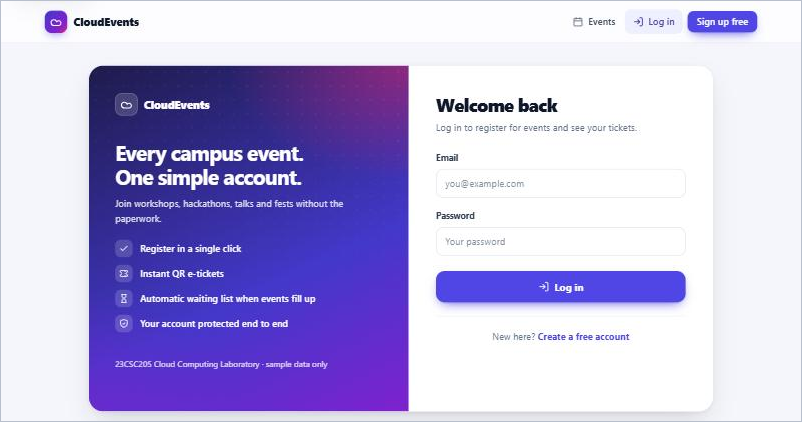 CloudEvents
Events
Log in
Sign up free
CloudEvents
Every campus event.
One simple account.
Join workshops, hackathons, talks and fests without the
paperwork.
Register in a single click
Instant QR e-tickets
Automatic waiting list when events fill up
Your account protected end to end
23CSC205 Cloud Computing Laboratory · sample data only
Welcome back
Log in to register for events and see your tickets.
Email
you@example.com
Password
Your password
Log in
New here? Create a free account